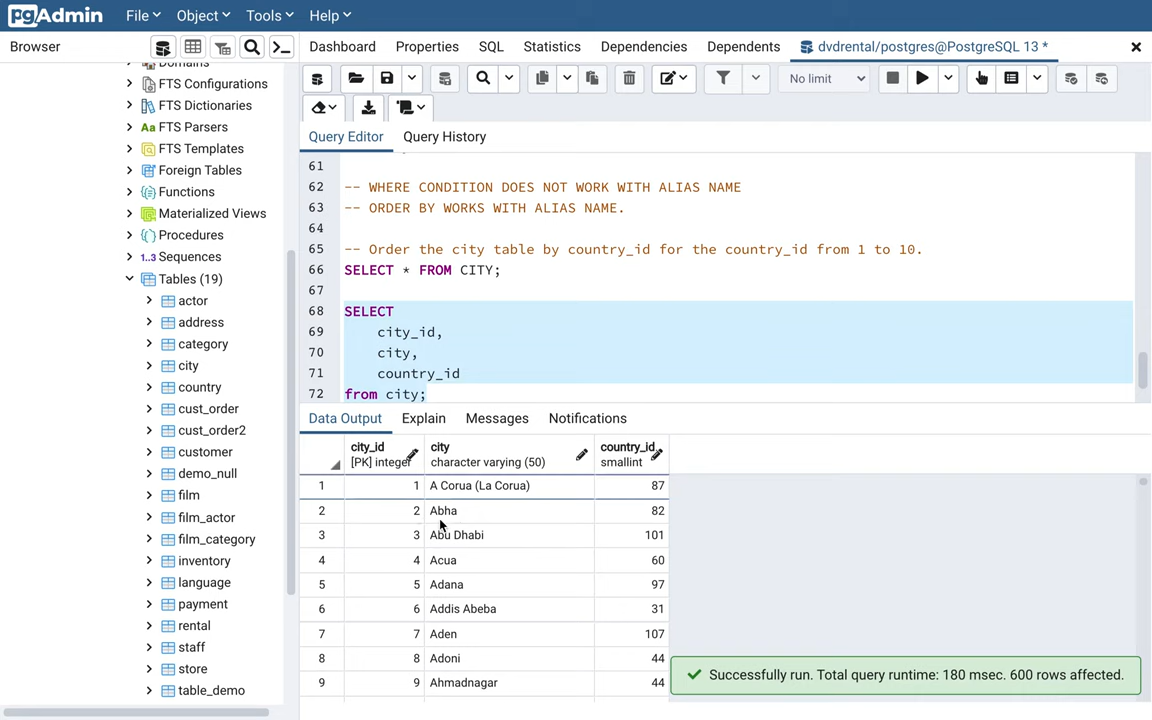 pgAdmin File Object Tools Help
Browser
Dashboard Properties SQL Statistics Dependencies Dependents dvdrental/postgres@PostgreSQL 13 *
No limit
Query Editor Query History
Domains
FTS Configurations
FTS Dictionaries
FTS Parsers
FTS Templates
Foreign Tables
Functions
Materialized Views
Procedures
1..3 Sequences
Tables (19)
actor
address
category
city
country
cust_order
cust_order2
customer
demo_null
film
film_actor
film_category
inventory
language
payment
rental
staff
store
table_demo
61
62 -- WHERE CONDITION DOES NOT WORK WITH ALIAS NAME
63 -- ORDER BY WORKS WITH ALIAS NAME.
64
65 -- Order the city table by country_id for the country_id from 1 to 10.
66 SELECT * FROM CITY;
67
68 SELECT
69 city_id,
70 city,
71 country_id
72 from city;
Data Output Explain Messages Notifications
city_id city country_id
[PK] integer character varying (50) smallint
1 1 A Corua (La Corua) 87
2 2 Abha 82
3 3 Abu Dhabi 101
4 4 Acua 60
5 5 Adana 97
6 6 Addis Abeba 31
7 7 Aden 107
8 8 Adoni 44
9 9 Ahmadnagar 44
Successfully run. Total query runtime: 180 msec. 600 rows affected.